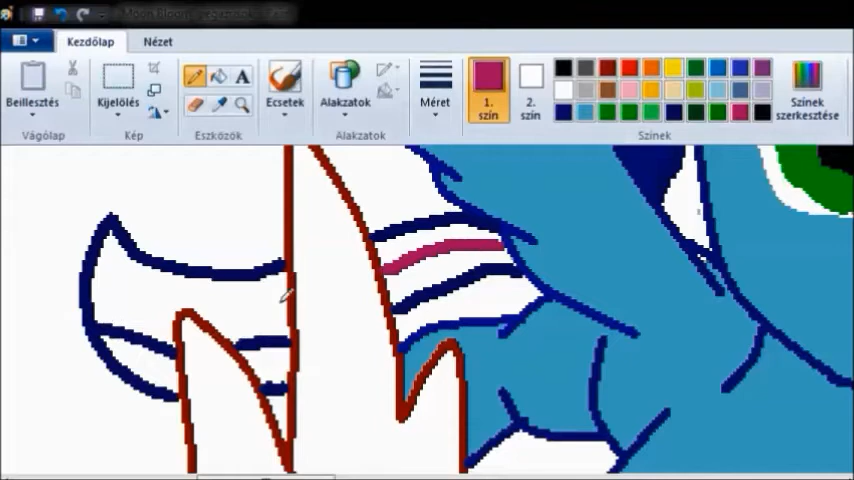 Kezdőlap
Nézet
Beillesztés
Kijelölés
A
Ecsetek
Alakzatok
Méret
1.
szín
2.
szín
Színek
szerkesztése
Vágólap
Kép
Eszközök
Alakzatok
Színek